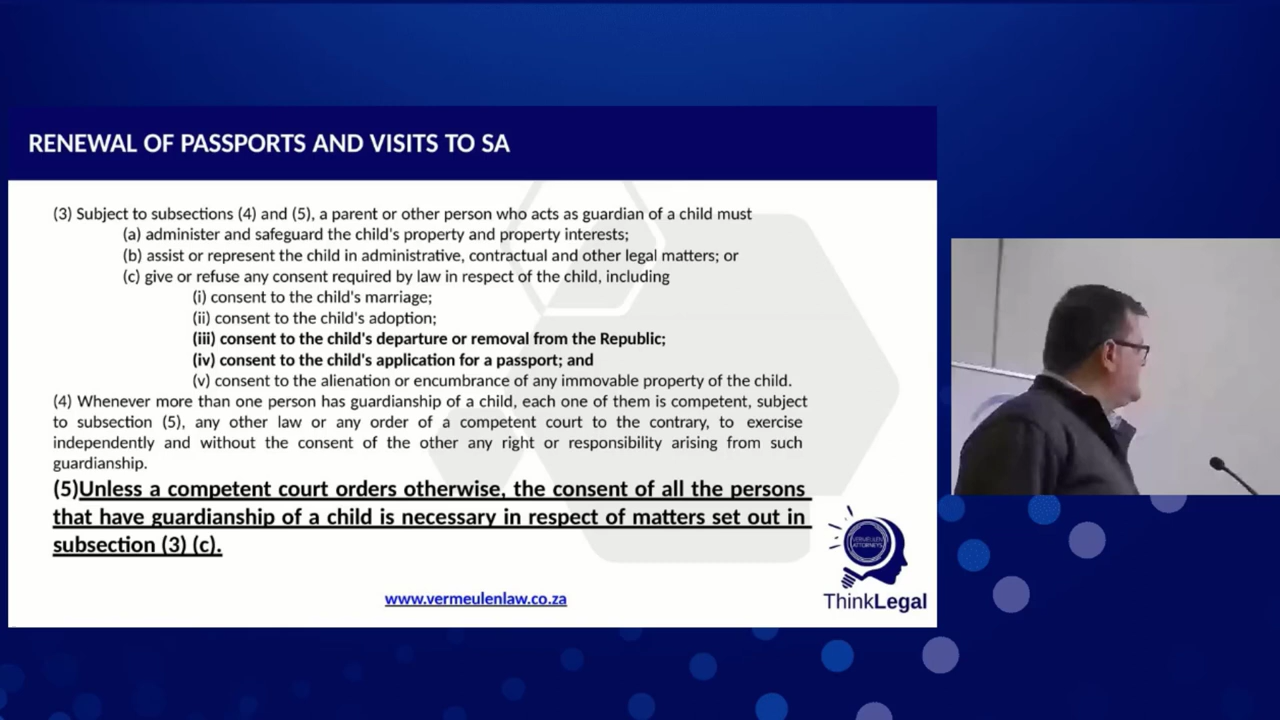 RENEWAL OF PASSPORTS AND VISITS TO SA
(3) Subject to subsections (4) and (5), a parent or other person who acts as guardian of a child must
(a) administer and safeguard the child's property and property interests;
(b) assist or represent the child in administrative, contractual and other legal matters; or
(c) give or refuse any consent required by law in respect of the child, including
(i) consent to the child's marriage;
(ii) consent to the child's adoption;
(iii) consent to the child's departure or removal from the Republic;
(iv) consent to the child's application for a passport; and
(v) consent to the alienation or encumbrance of any immovable property of the child.
(4) Whenever more than one person has guardianship of a child, each one of them is competent, subject
to subsection (5), any other law or any order of a competent court to the contrary, to exercise
independently and without the consent of the other any right or responsibility arising from such
guardianship.
(5)Unless a competent court orders otherwise, the consent of all the persons
that have guardianship of a child is necessary in respect of matters set out in
subsection (3) (c).
VERMEULEN
ATTORNEYS
www.vermeulenlaw.co.za
ThinkLegal